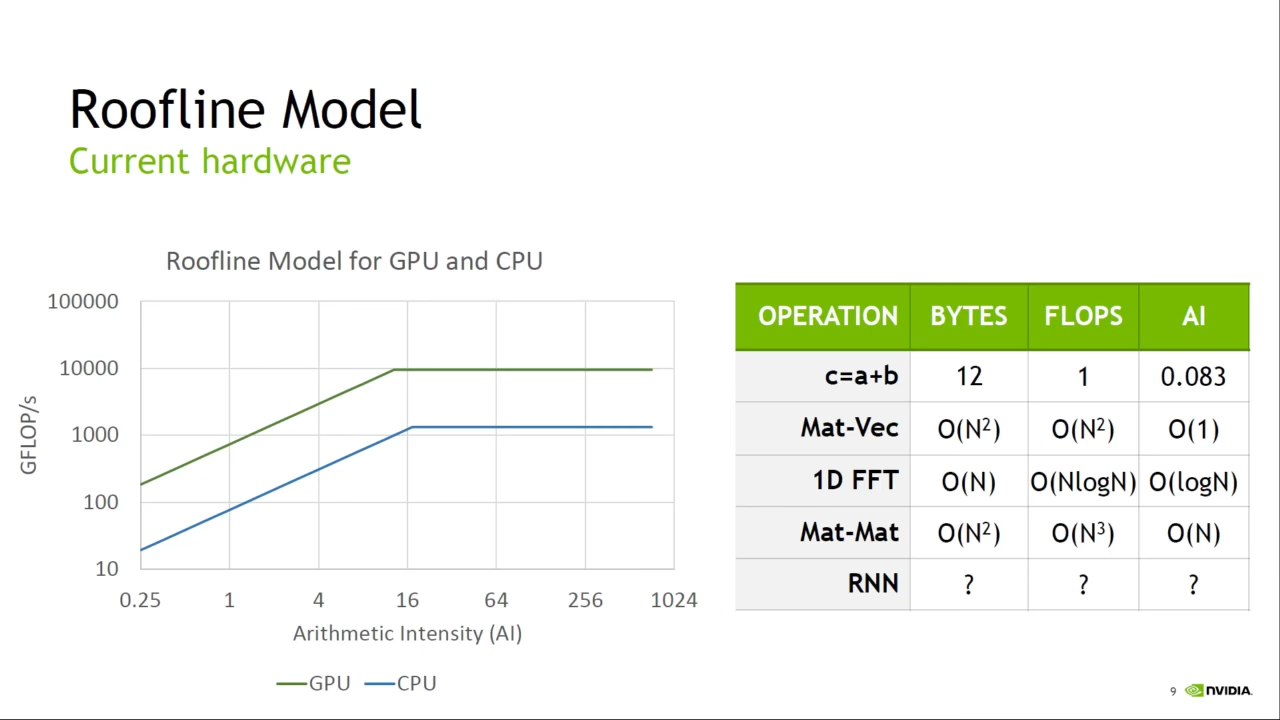 Roofline Model
Current hardware
Roofline Model for GPU and CPU
100000
10000
1000
100
10
GFLOP/s
0.25 1 4 16 64 256 1024
Arithmetic Intensity (AI)
GPU CPU
OPERATION BYTES FLOPS AI
c=a+b 12 1 0.083
Mat-Vec O(N²) O(N²) O(1)
1D FFT O(N) O(NlogN) O(logN)
Mat-Mat O(N²) O(N³) O(N)
RNN ? ? ?
9 NVIDIA.